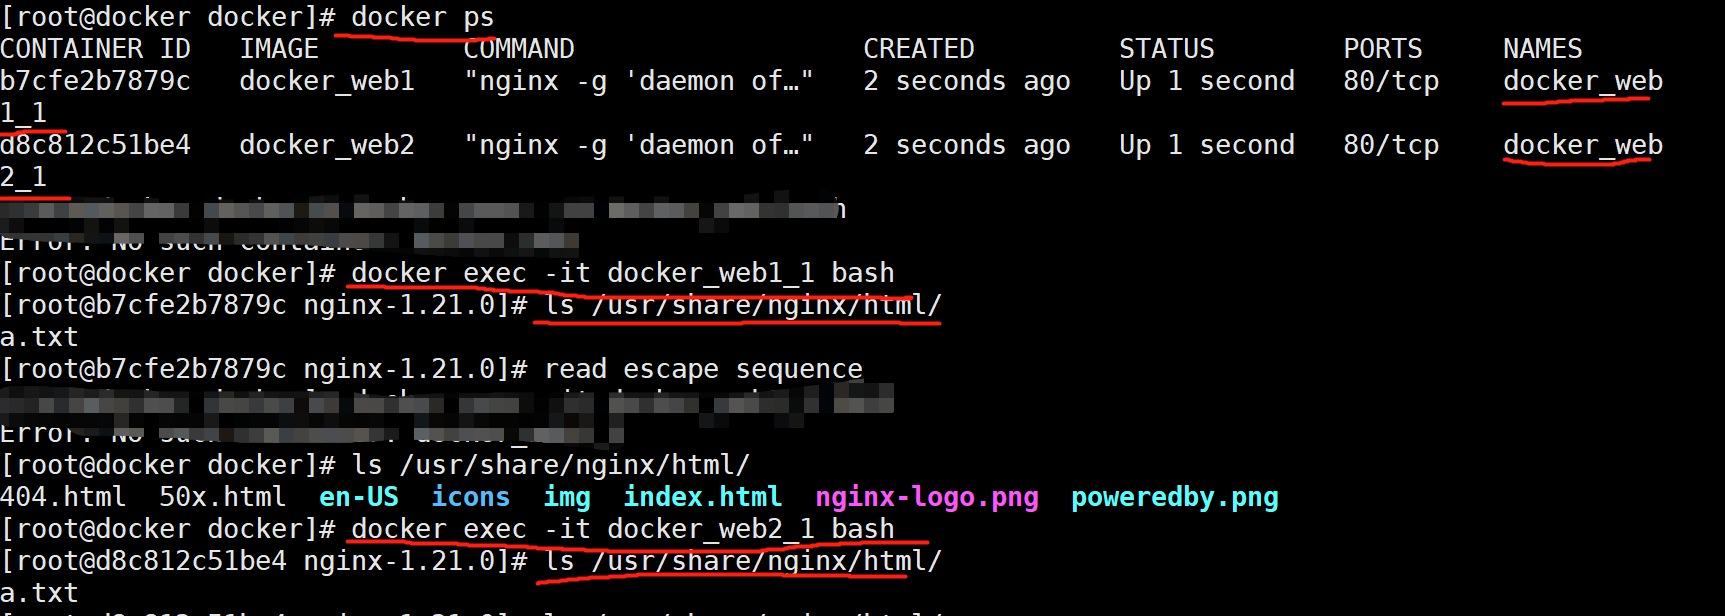 [root@docker docker]# docker ps
CONTAINER ID   IMAGE         COMMAND                  CREATED         STATUS        PORTS     NAMES
b7cfe2b7879c   docker_web1   "nginx -g 'daemon of…"   2 seconds ago   Up 1 second   80/tcp    docker_web
1_1
d8c812c51be4   docker_web2   "nginx -g 'daemon of…"   2 seconds ago   Up 1 second   80/tcp    docker_web
2_1
Error: No such
[root@docker docker]# docker exec -it docker_web1_1 bash
[root@b7cfe2b7879c nginx-1.21.0]# ls /usr/share/nginx/html/
a.txt
[root@b7cfe2b7879c nginx-1.21.0]# read escape sequence
Error: No such
[root@docker docker]# ls /usr/share/nginx/html/
404.html  50x.html  en-US  icons  img  index.html  nginx-logo.png  poweredby.png
[root@docker docker]# docker exec -it docker_web2_1 bash
[root@d8c812c51be4 nginx-1.21.0]# ls /usr/share/nginx/html/
a.txt